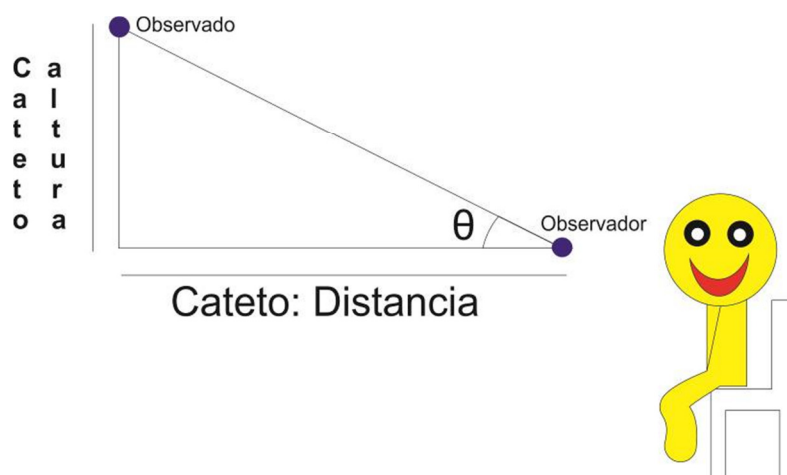 Observado
Cateto
altura
θ
Observador
Cateto: Distancia